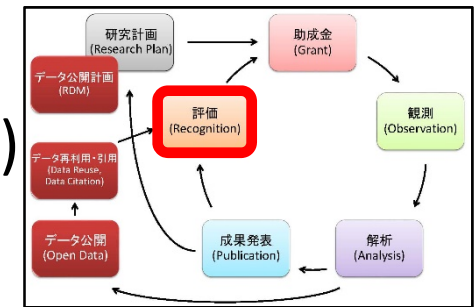 研究計画
(Research Plan)
助成金
(Grant)
データ公開計画
(RDM)
評価
(Recognition)
観測
(Observation)
データ再利用・引用
(Data Reuse,
Data Citation)
)
データ公開
(Open Data)
成果発表
(Publication)
解析
(Analysis)